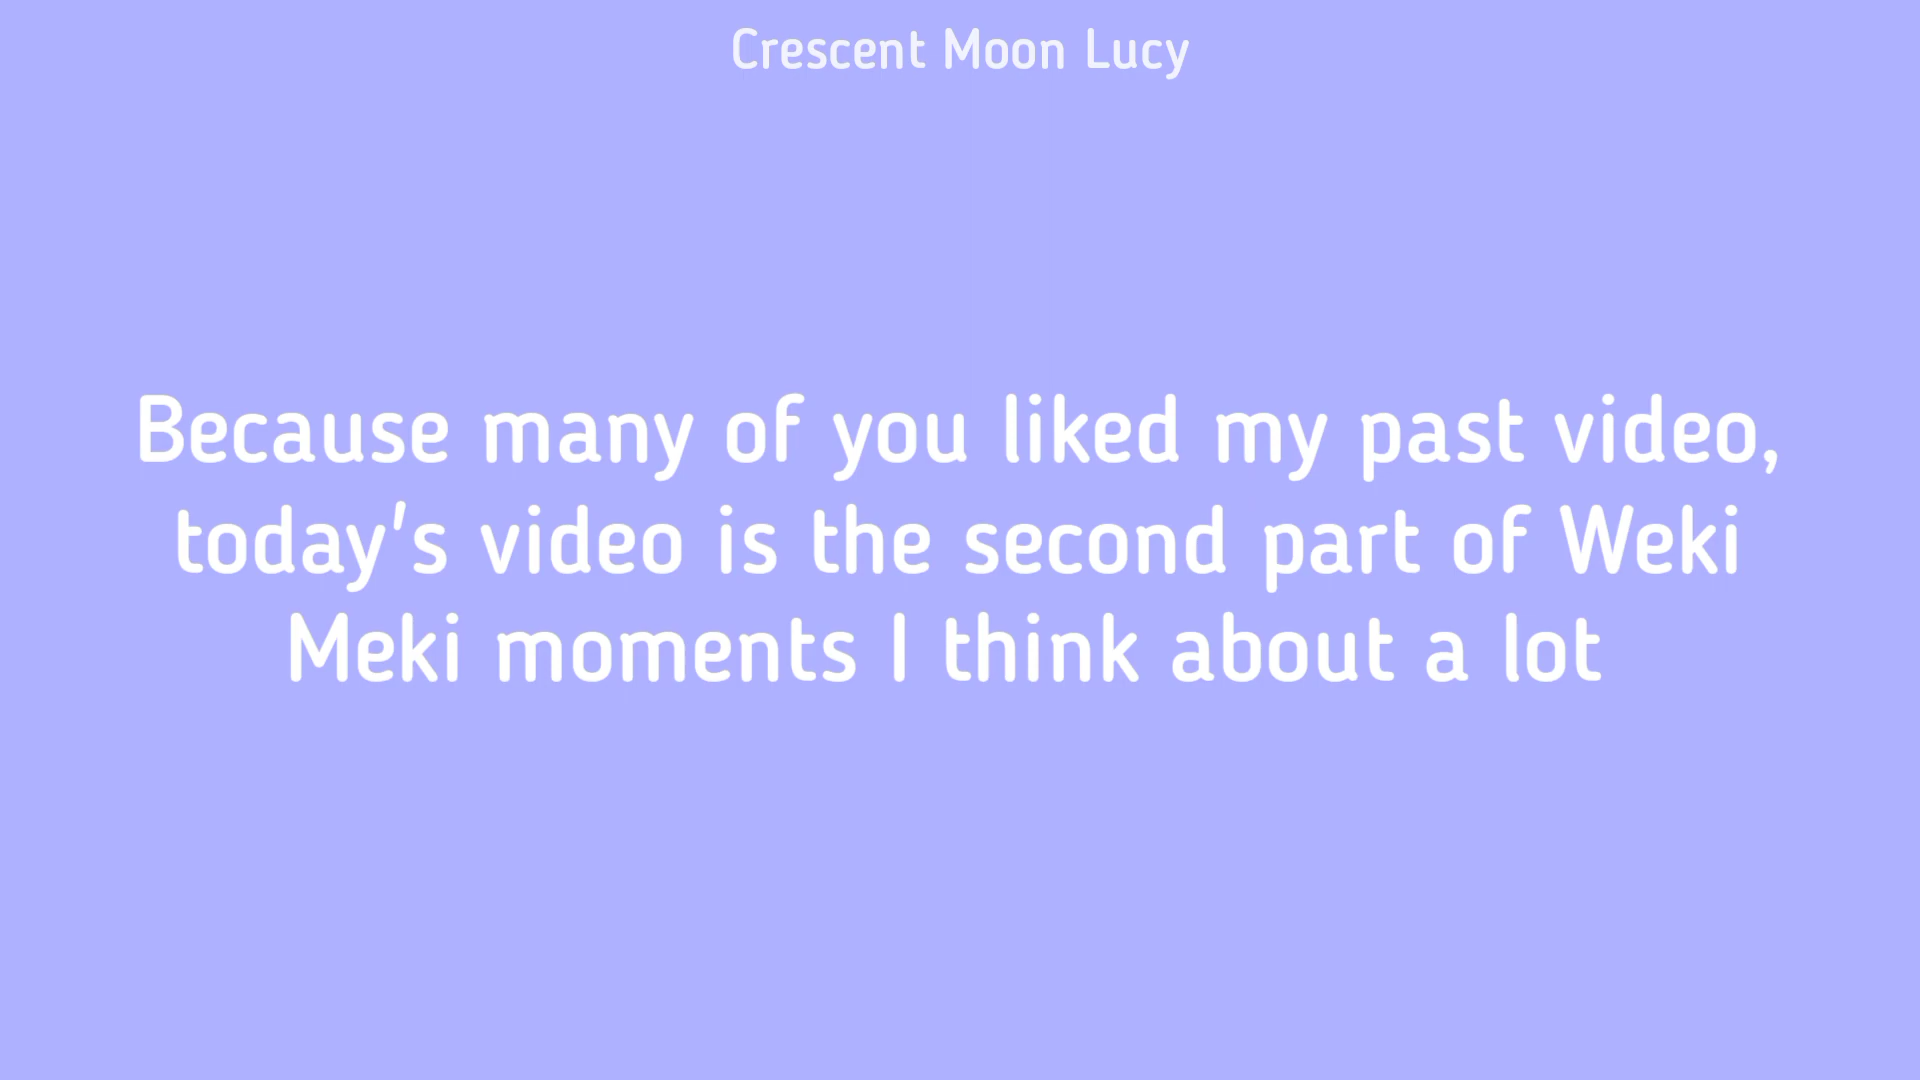 Crescent Moon Lucy
Because many of you liked my past video,
today's video is the second part of Weki
Meki moments I think about a lot